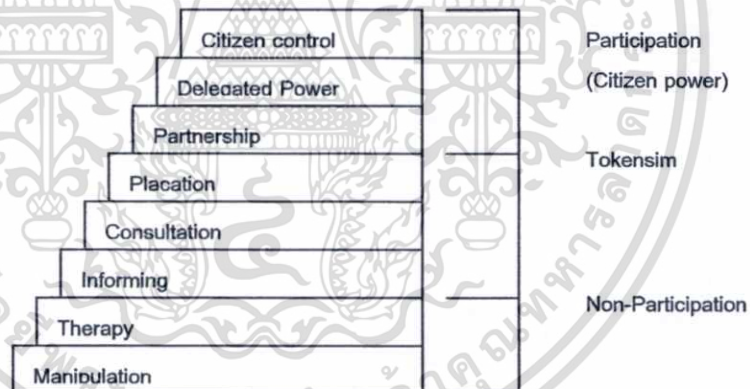 Citizen control
Delegated Power
Partnership
Placation
Consultation
Informing
Therapy
Manipulation
Participation
(Citizen power)
Tokensim
Non-Participation